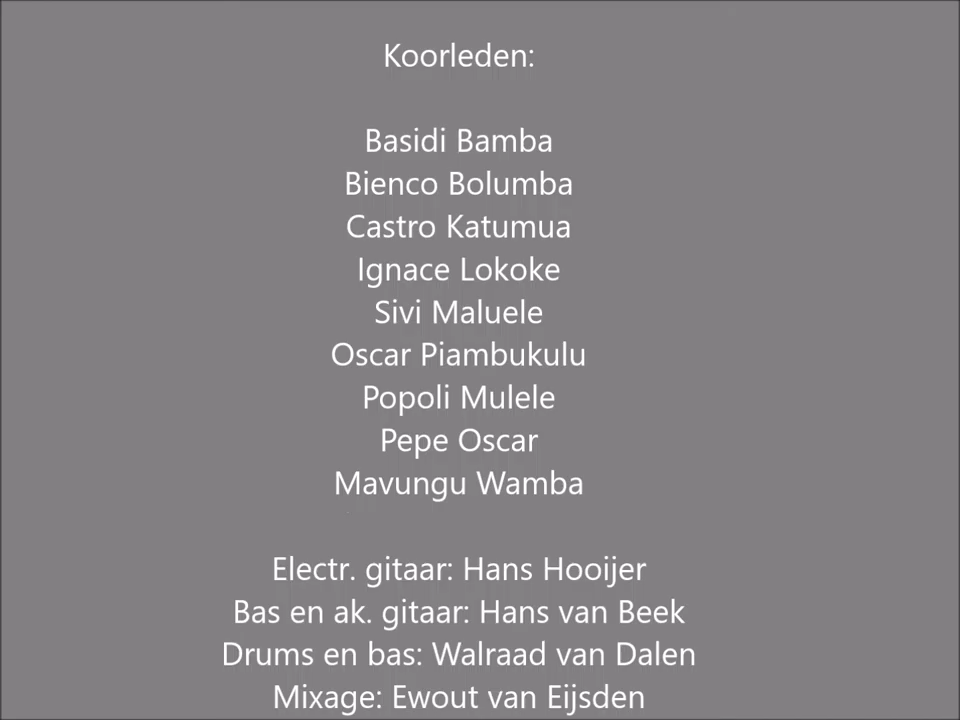 Koorleden:
Basidi Bamba
Bienco Bolumba
Castro Katumua
Ignace Lokoke
Sivi Maluele
Oscar Piambukulu
Popoli Mulele
Pepe Oscar
Mavungu Wamba
Electr. gitaar: Hans Hooijer
Bas en ak. gitaar: Hans van Beek
Drums en bas: Walraad van Dalen
Mixage: Ewout van Eijsden